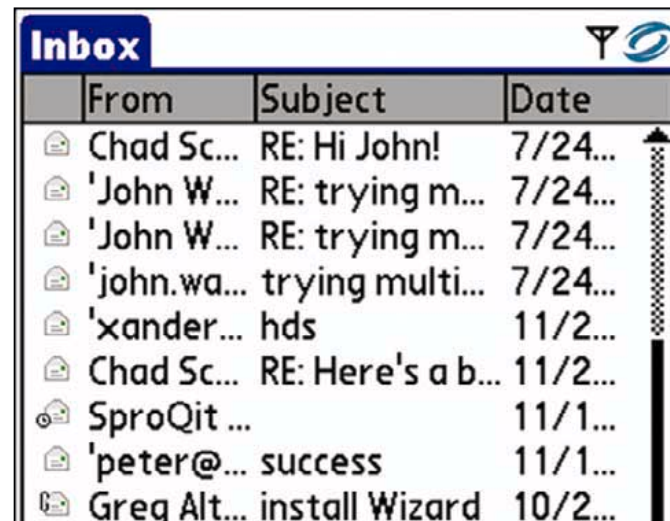 Inbox
From Subject Date
Chad Sc... RE: Hi John! 7/24...
'John W... RE: trying m... 7/24...
'John W... RE: trying m... 7/24...
'john.wa... trying multi... 7/24...
'xander... hds 11/2...
Chad Sc... RE: Here's a b... 11/2...
SproQit ... 11/1...
'peter@... success 11/1...
Greg Alt... install Wizard 10/2...